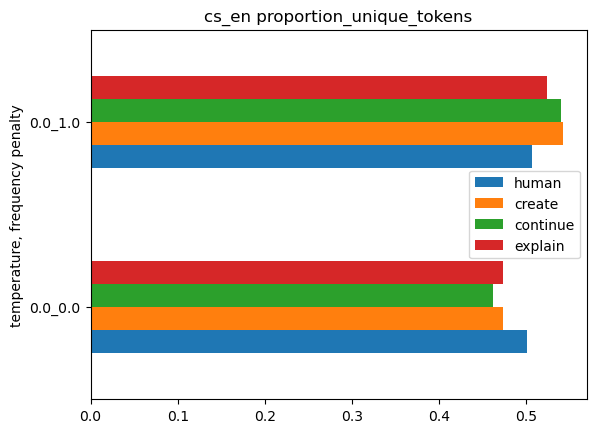 cs_en proportion_unique_tokens
temperature, frequency penalty
0.0_1.0
0.0_0.0
human
create
continue
explain
0.0 0.1 0.2 0.3 0.4 0.5